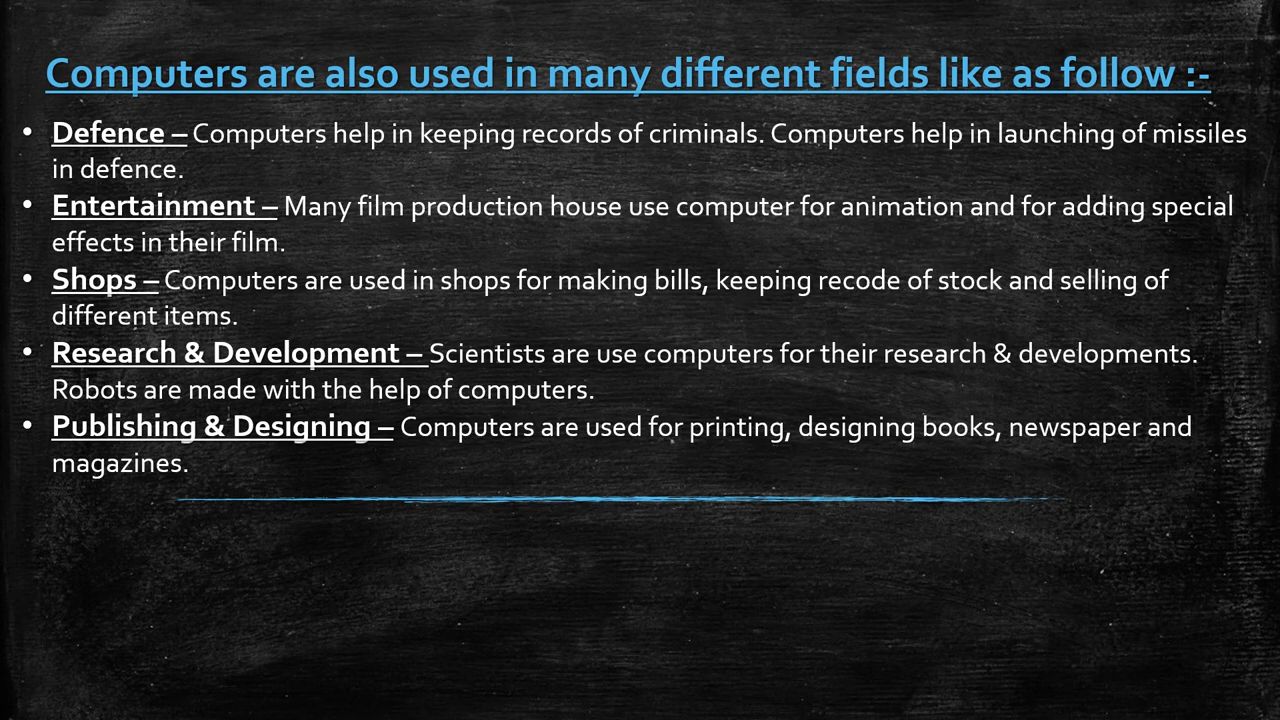 Computers are also used in many different fields like as follow :-
• Defence – Computers help in keeping records of criminals. Computers help in launching of missiles
in defence.
• Entertainment – Many film production house use computer for animation and for adding special
effects in their film.
• Shops – Computers are used in shops for making bills, keeping recode of stock and selling of
different items.
• Research & Development – Scientists are use computers for their research & developments.
Robots are made with the help of computers.
• Publishing & Designing – Computers are used for printing, designing books, newspaper and
magazines.